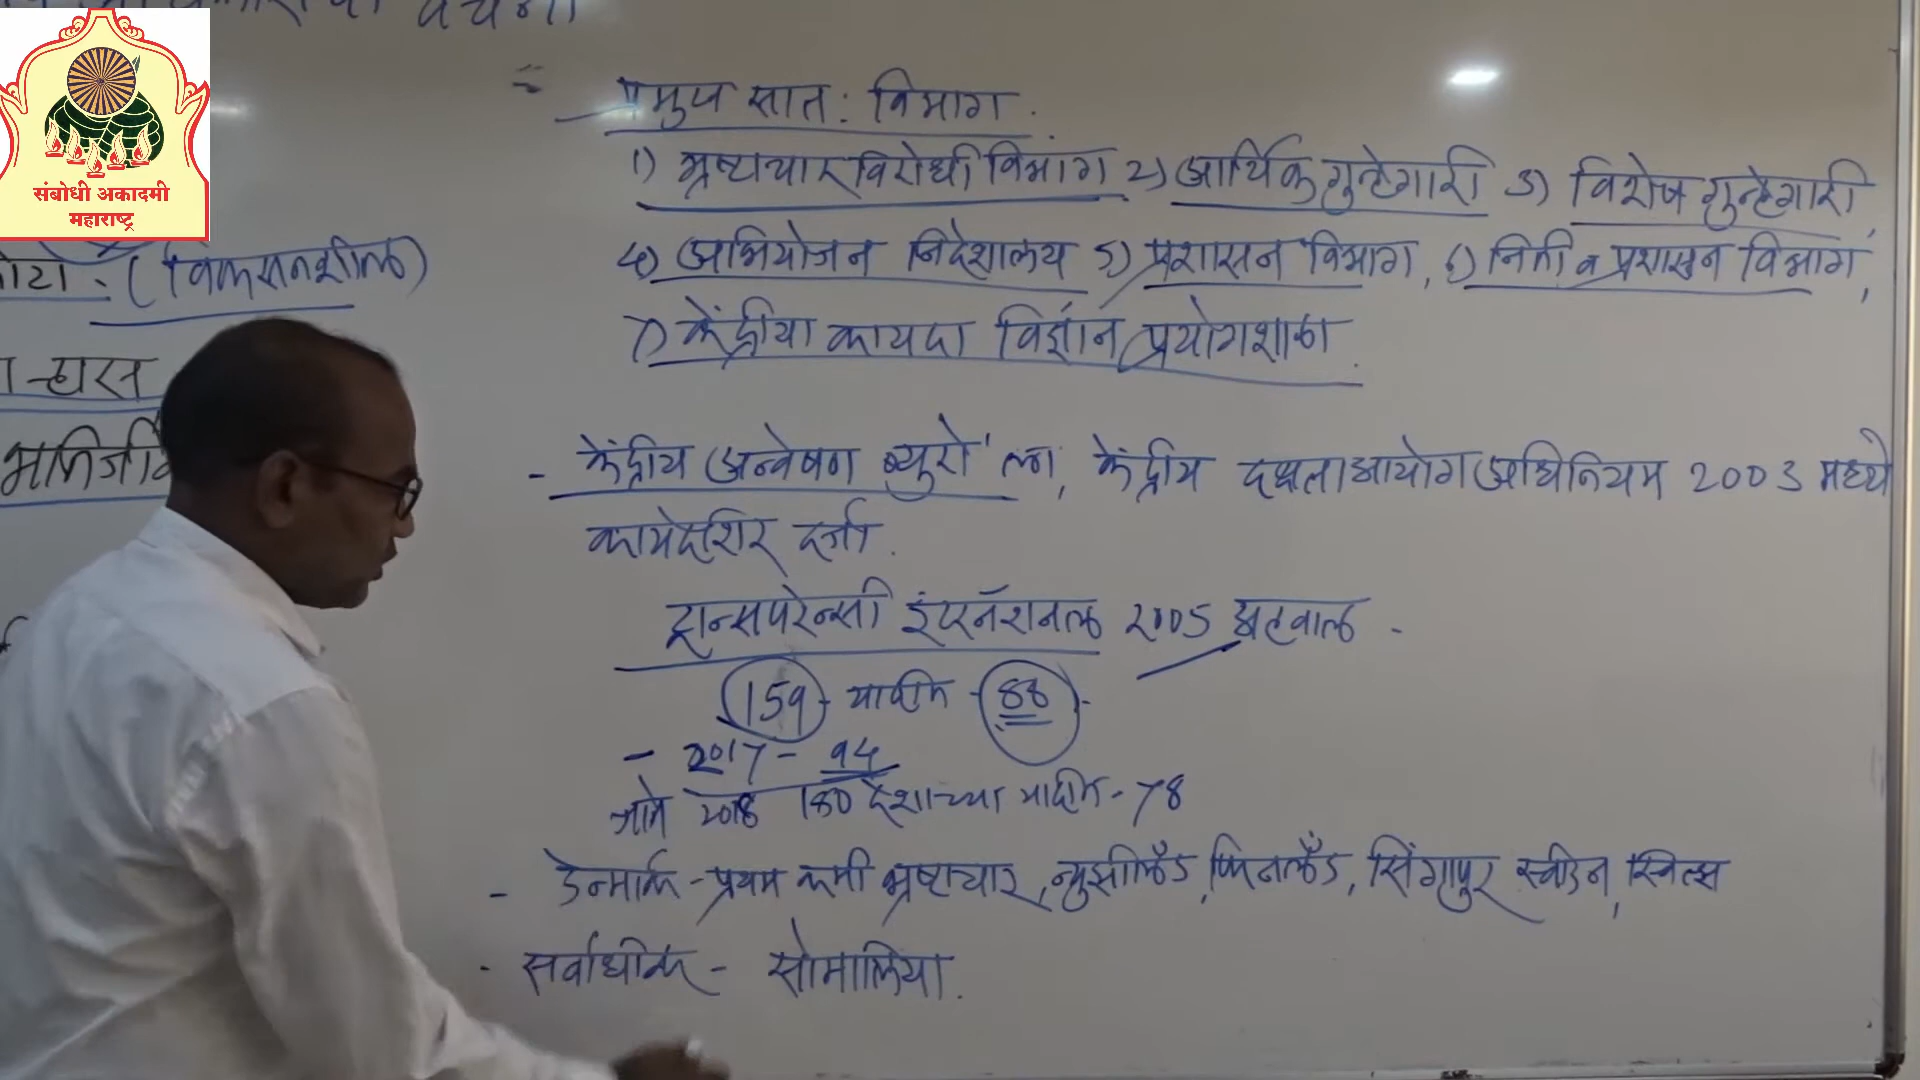 संबोधी अकादमी
महाराष्ट्र
प्रमुख सात : विभाग .
1) भ्रष्टाचार विरोधी विभाग 2) आर्थिक गुन्हेगारी 3) विशेष गुन्हेगारी,
4) अभियोजन निदेशालय 5) प्रशासन विभाग, 6) निती व प्रशासन विभाग,
7) केंद्रीया कायदा विज्ञान प्रयोगशाळा.
(विकसनशील)
ऱ्हास
- केंद्रीय अन्वेषण ब्युरो' ला, केंद्रीय दक्षता आयोग अधिनियम 2003 मध्ये
कायदेशिर दर्जा.
ट्रान्सपरेन्सी इंटरनॅशनल 2005 अहवाल -
159 - यादीत - 88 -
- 2017 - 94
जाने 2018 180 देशाच्या यादीत - 78
- डेन्मार्क - प्रथम कमी भ्रष्टाचार, न्युझीलँड, फिनलँड, सिंगापुर स्वीडन, स्वित्झ
- सर्वाधीक - सोमालिया.